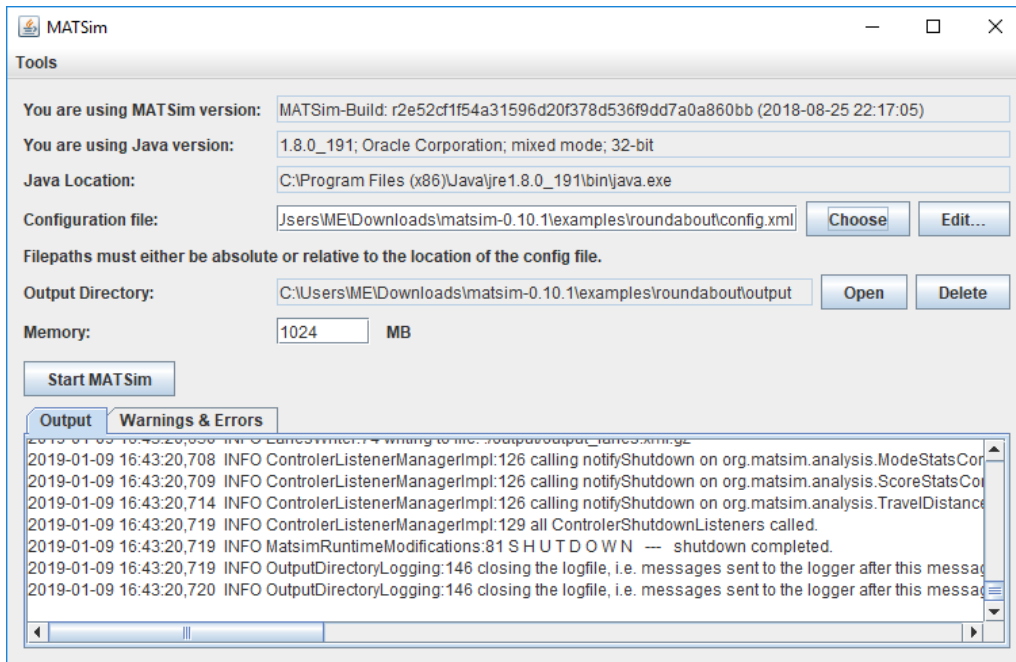 MATSim
Tools
You are using MATSim version: MATSim-Build: r2e52cf1f54a31596d20f378d536f9dd7a0a860bb (2018-08-25 22:17:05)
You are using Java version: 1.8.0_191; Oracle Corporation; mixed mode; 32-bit
Java Location: C:\Program Files (x86)\Java\jre1.8.0_191\bin\java.exe
Configuration file: Jsers\ME\Downloads\matsim-0.10.1\examples\roundabout\config.xml Choose Edit...
Filepaths must either be absolute or relative to the location of the config file.
Output Directory: C:\Users\ME\Downloads\matsim-0.10.1\examples\roundabout\output Open Delete
Memory: 1024 MB
Start MATSim
Output Warnings & Errors
INFO LanesWriter:74 writing to file: ./output/output_lanes.xml.gz
2019-01-09 16:43:20,708 INFO ControlerListenerManagerImpl:126 calling notifyShutdown on org.matsim.analysis.ModeStatsCor
2019-01-09 16:43:20,709 INFO ControlerListenerManagerImpl:126 calling notifyShutdown on org.matsim.analysis.ScoreStatsCor
2019-01-09 16:43:20,714 INFO ControlerListenerManagerImpl:126 calling notifyShutdown on org.matsim.analysis.TravelDistance
2019-01-09 16:43:20,719 INFO ControlerListenerManagerImpl:129 all ControlerShutdownListeners called.
2019-01-09 16:43:20,719 INFO MatsimRuntimeModifications:81 S H U T D O W N --- shutdown completed.
2019-01-09 16:43:20,719 INFO OutputDirectoryLogging:146 closing the logfile, i.e. messages sent to the logger after this messag
2019-01-09 16:43:20,720 INFO OutputDirectoryLogging:146 closing the logfile, i.e. messages sent to the logger after this messag